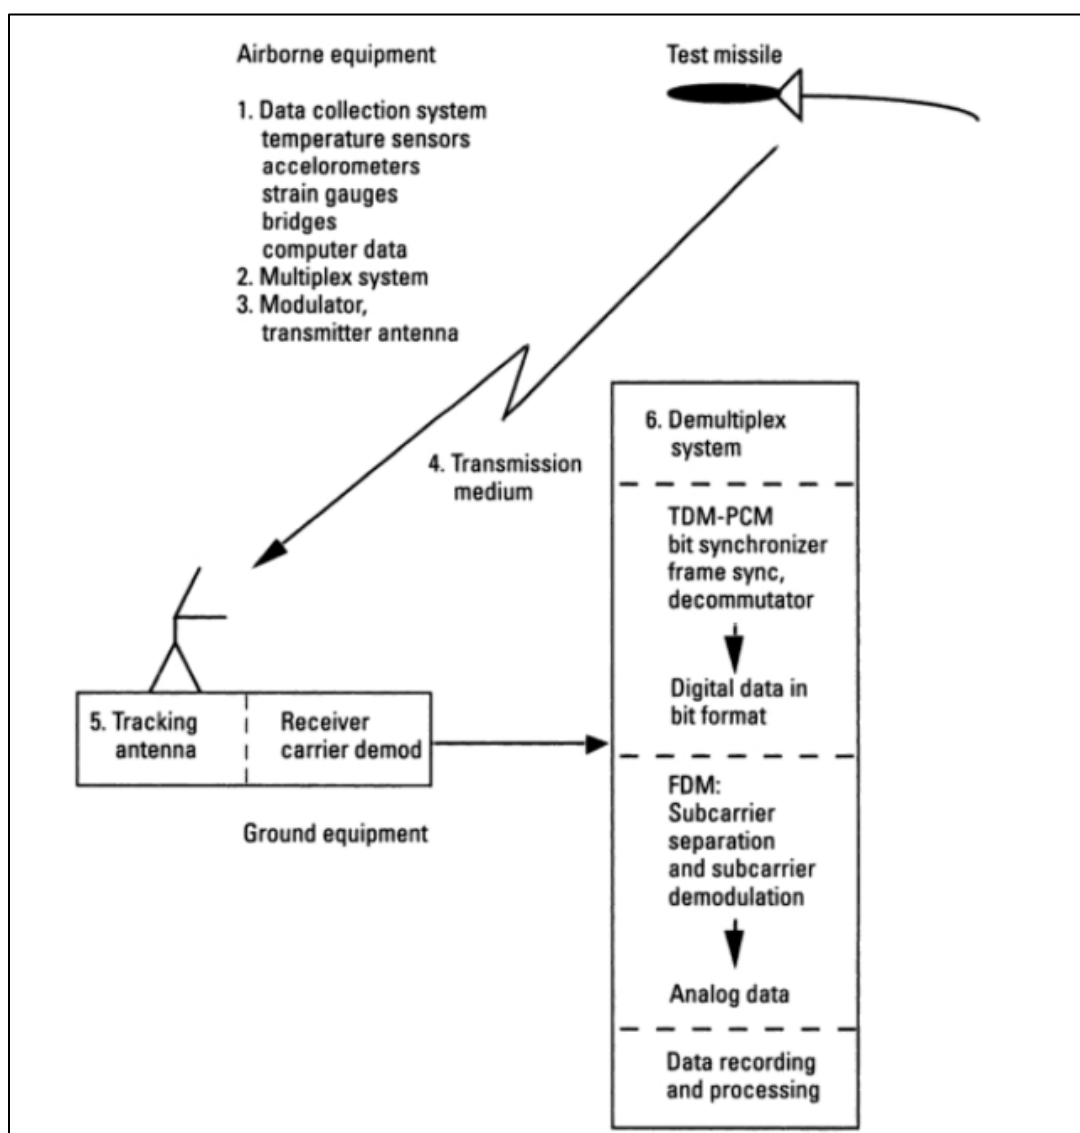 Airborne equipment
1. Data collection system
temperature sensors
accelorometers
strain gauges
bridges
computer data
2. Multiplex system
3. Modulator,
transmitter antenna
Test missile
4. Transmission
medium
5. Tracking
antenna
Receiver
carrier demod
Ground equipment
6. Demultiplex
system
TDM-PCM
bit synchronizer
frame sync,
decommutator
Digital data in
bit format
FDM:
Subcarrier
separation
and subcarrier
demodulation
Analog data
Data recording
and processing